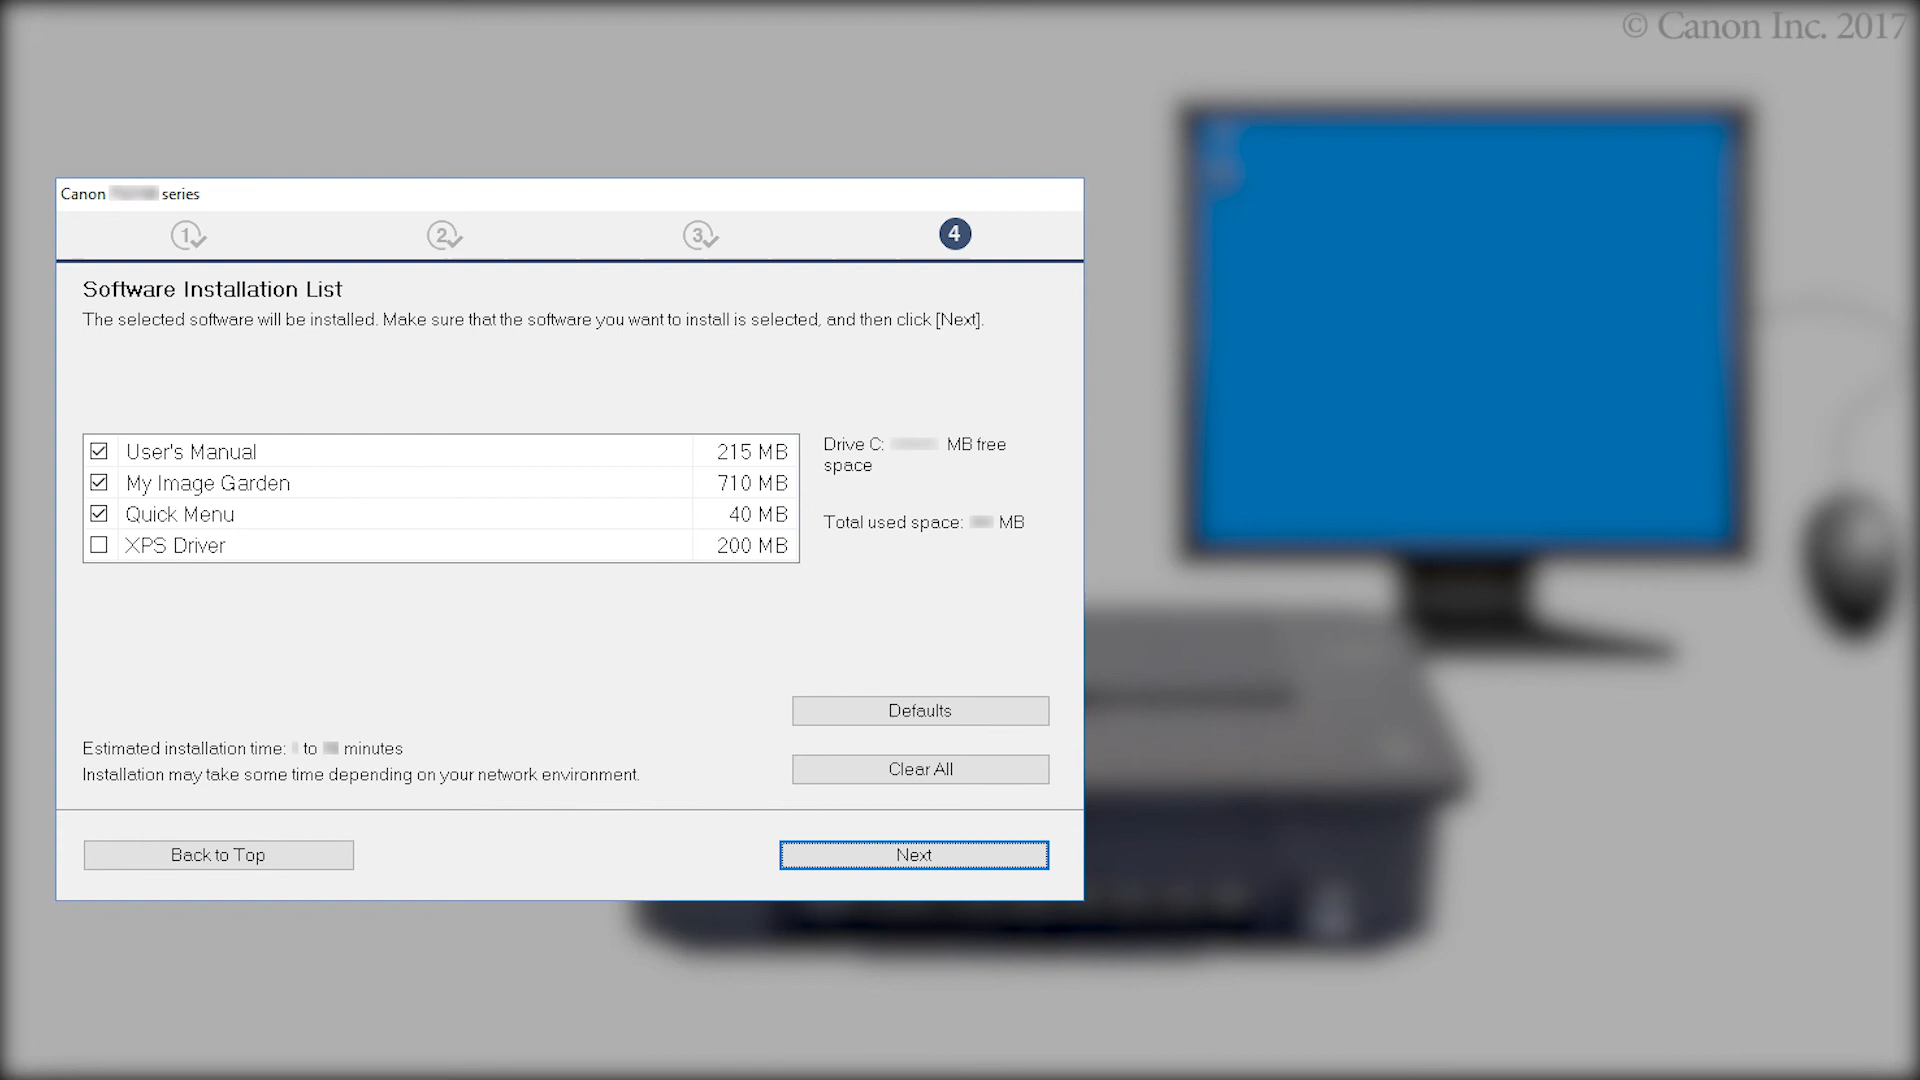 © Canon Inc. 2017
Canon series
1 2 3 4
Software Installation List
The selected software will be installed. Make sure that the software you want to install is selected, and then click [Next].
User's Manual 215 MB
My Image Garden 710 MB
Quick Menu 40 MB
XPS Driver 200 MB
Drive C: MB free
space
Total used space: MB
Defaults
Estimated installation time: to minutes
Installation may take some time depending on your network environment.
Clear All
Back to Top
Next